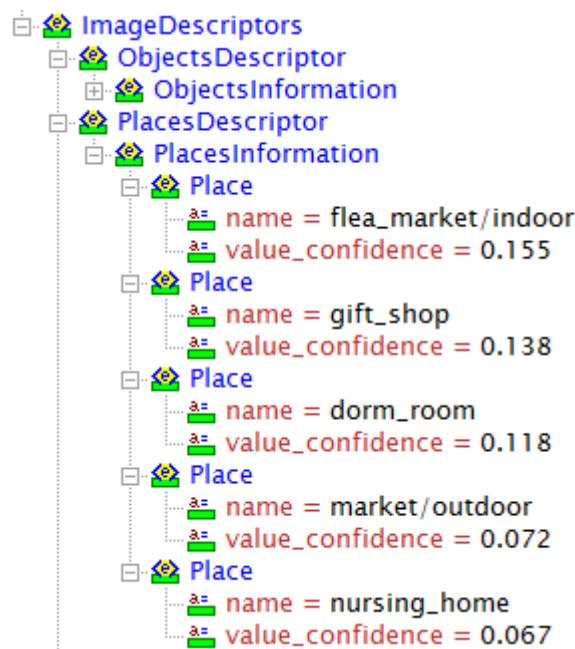 ImageDescriptors
ObjectsDescriptor
ObjectsInformation
PlacesDescriptor
PlacesInformation
Place
name = flea_market/indoor
value_confidence = 0.155
Place
name = gift_shop
value_confidence = 0.138
Place
name = dorm_room
value_confidence = 0.118
Place
name = market/outdoor
value_confidence = 0.072
Place
name = nursing_home
value_confidence = 0.067